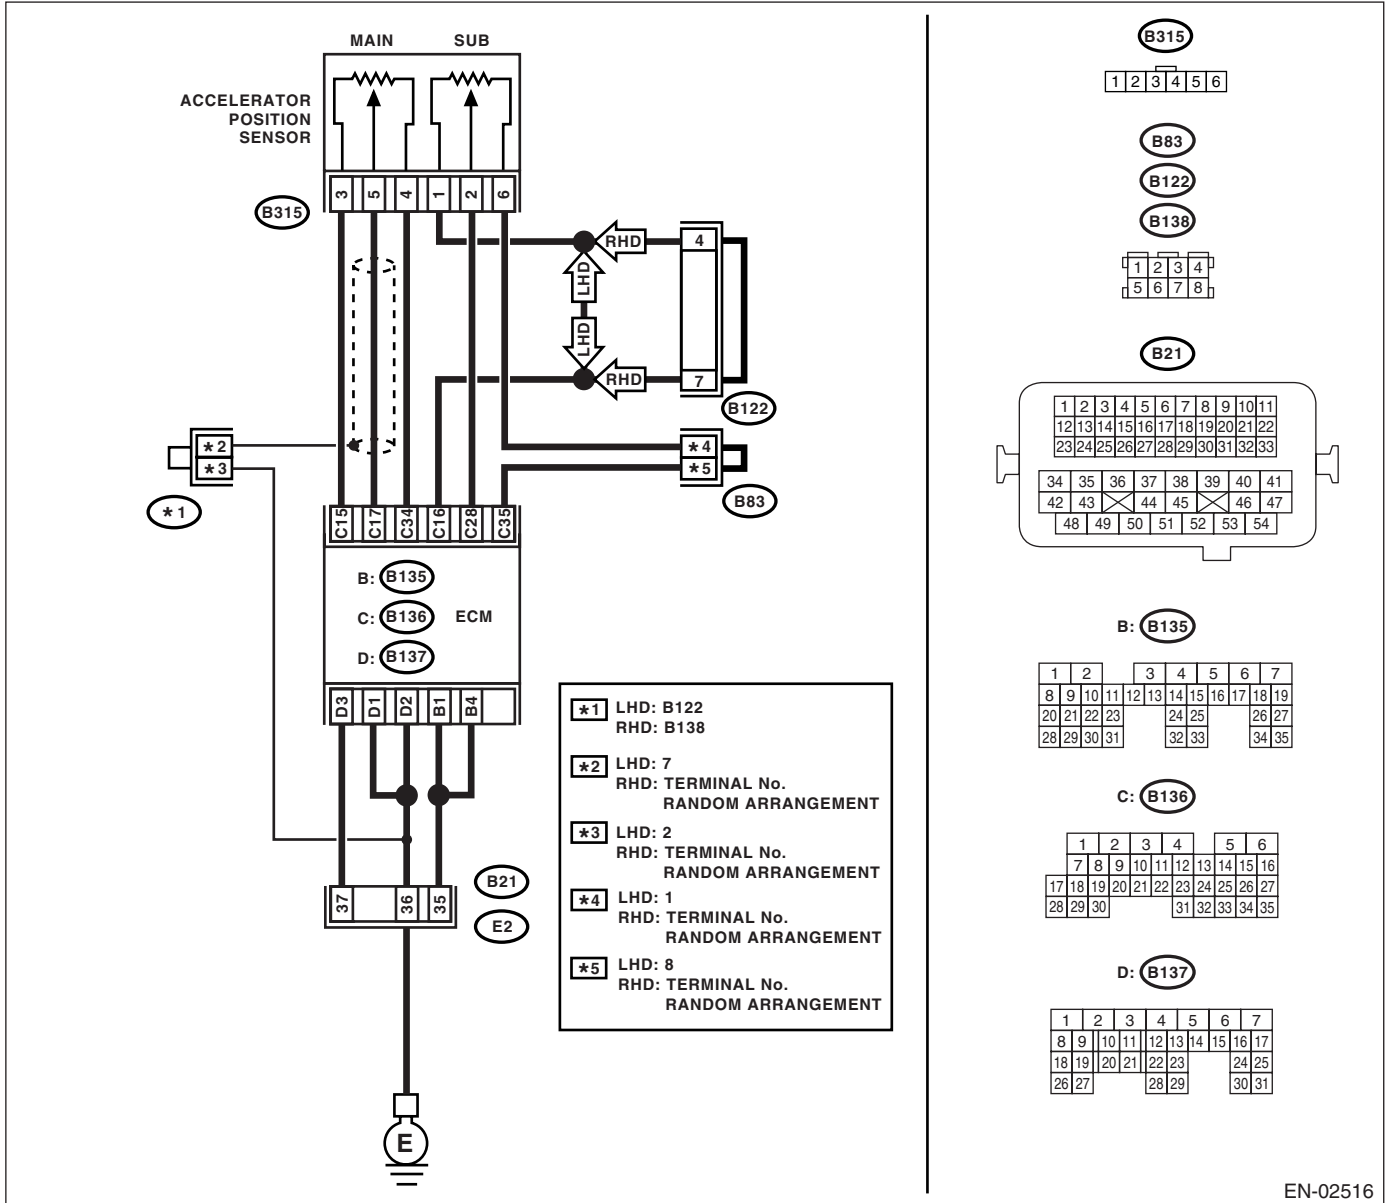 MAIN SUB
ACCELERATOR
POSITION
SENSOR
3 5 4 1 2 6
B315
RHD 4
LHD
LHD
RHD 7
B122
*2
*3
*1
*4
*5
B83
C15 C17 C34 C16 C28 C35
B: B135
C: B136 ECM
D: B137
D3 D1 D2 B1 B4
37 36 35
B21
E2
E
*1 LHD: B122
RHD: B138
*2 LHD: 7
RHD: TERMINAL No.
RANDOM ARRANGEMENT
*3 LHD: 2
RHD: TERMINAL No.
RANDOM ARRANGEMENT
*4 LHD: 1
RHD: TERMINAL No.
RANDOM ARRANGEMENT
*5 LHD: 8
RHD: TERMINAL No.
RANDOM ARRANGEMENT
B315
1 2 3 4 5 6
B83
B122
B138
1 2 3 4
5 6 7 8
B21
1 2 3 4 5 6 7 8 9 10 11
12 13 14 15 16 17 18 19 20 21 22
23 24 25 26 27 28 29 30 31 32 33
34 35 36 37 38 39 40 41
42 43 44 45 46 47
48 49 50 51 52 53 54
B: B135
1 2 3 4 5 6 7
8 9 10 11 12 13 14 15 16 17 18 19
20 21 22 23 24 25 26 27
28 29 30 31 32 33 34 35
C: B136
1 2 3 4 5 6
7 8 9 10 11 12 13 14 15 16
17 18 19 20 21 22 23 24 25 26 27
28 29 30 31 32 33 34 35
D: B137
1 2 3 4 5 6 7
8 9 10 11 12 13 14 15 16 17
18 19 20 21 22 23 24 25
26 27 28 29 30 31
EN-02516